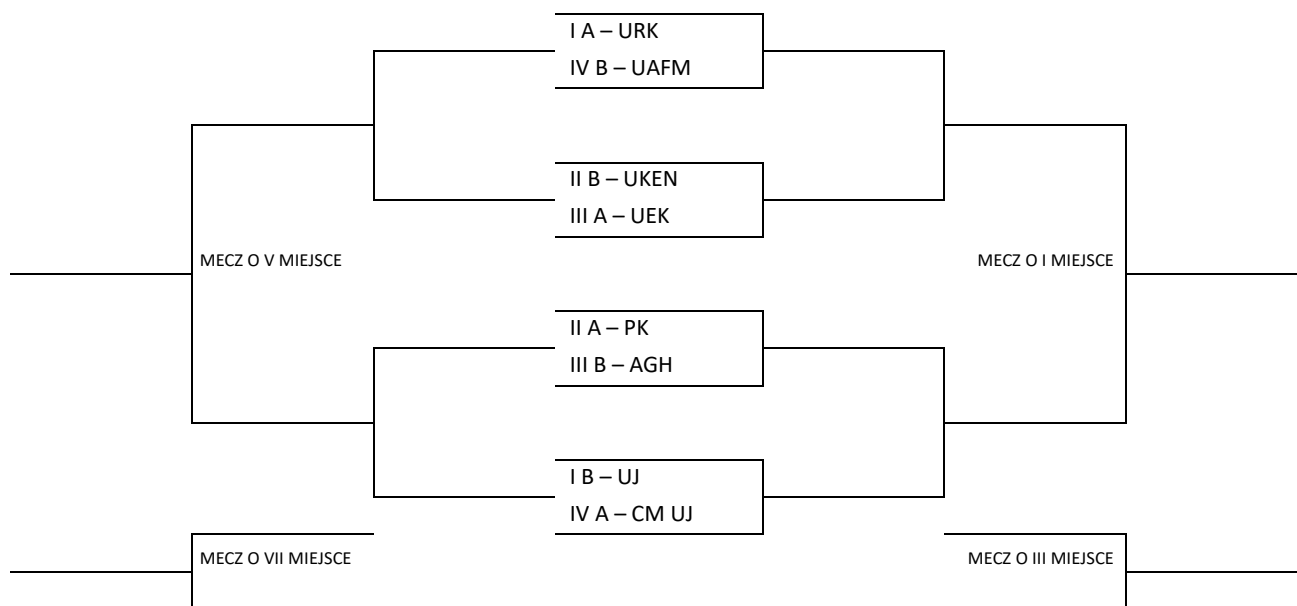 I A – URK
IV B – UAFM
II B – UKEN
III A – UEK
MECZ O V MIEJSCE
MECZ O I MIEJSCE
II A – PK
III B – AGH
I B – UJ
IV A – CM UJ
MECZ O VII MIEJSCE
MECZ O III MIEJSCE